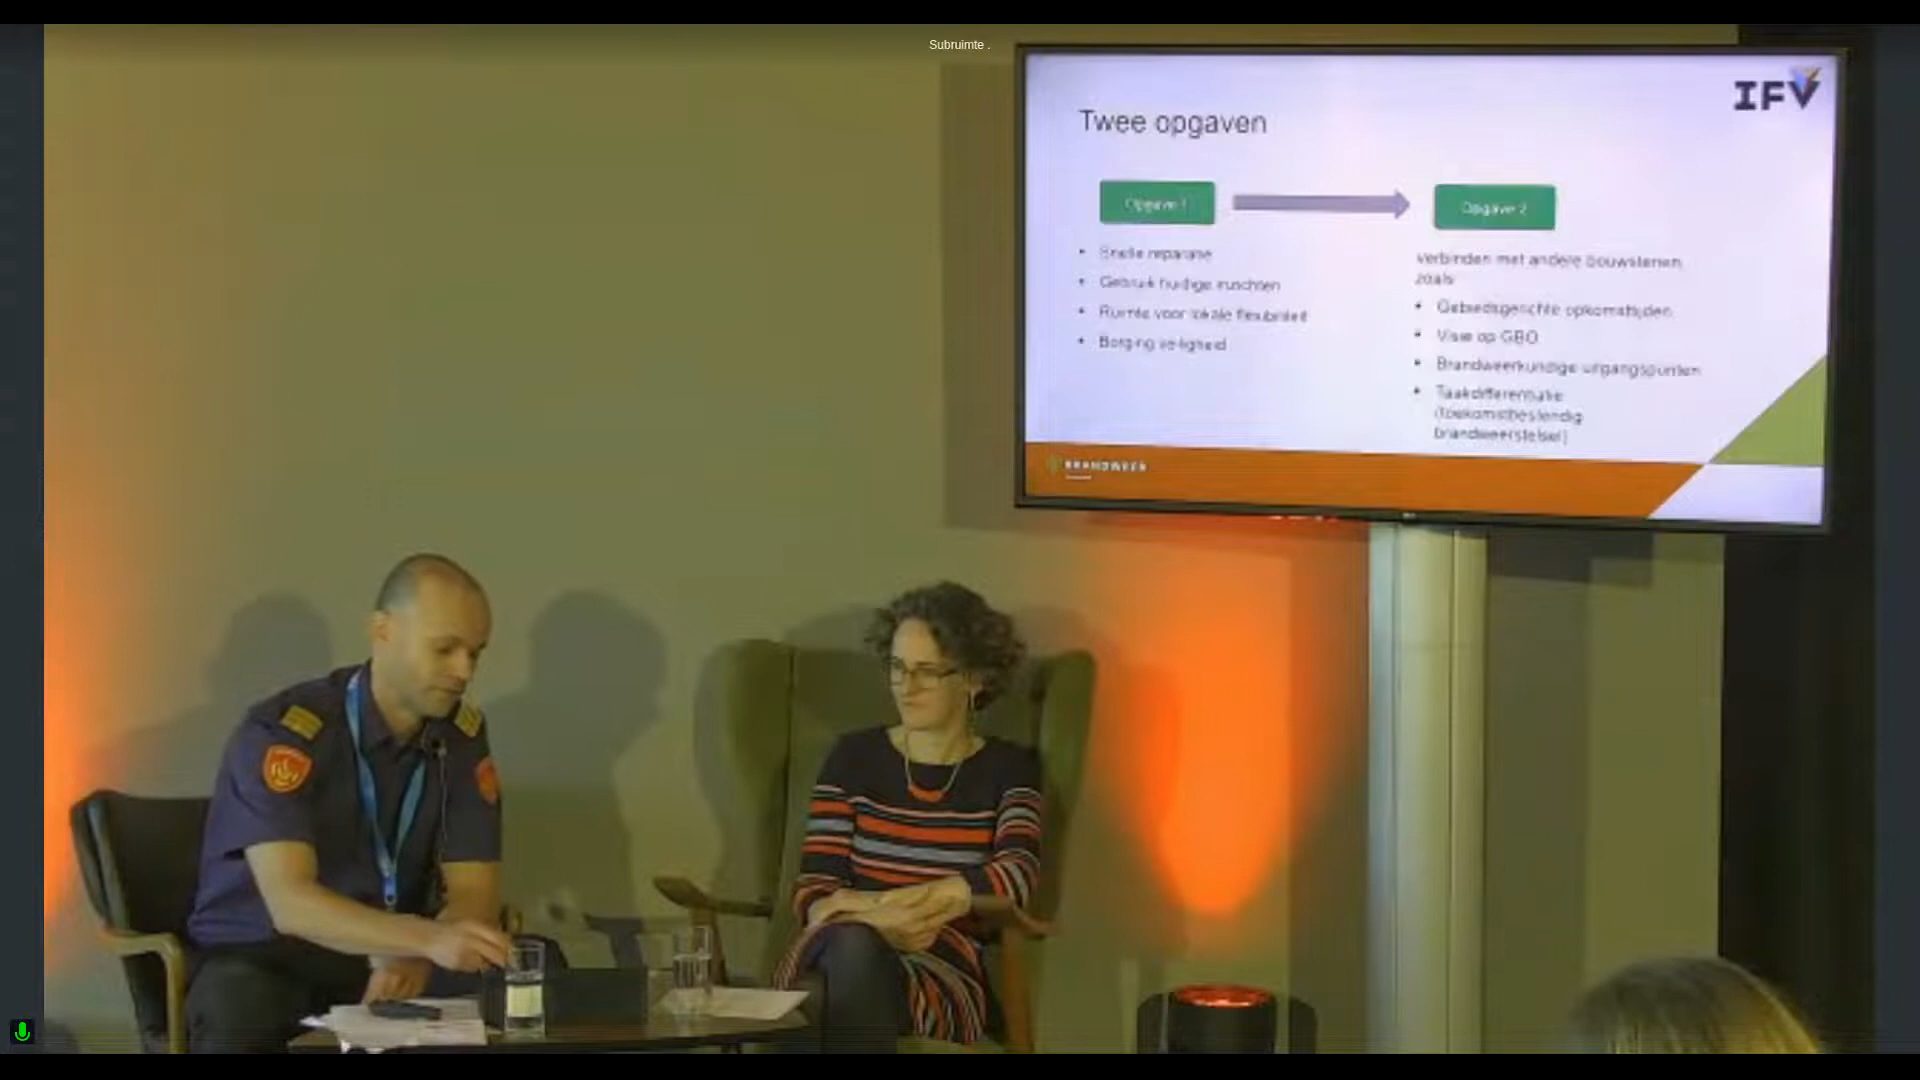 Subruimte .
IFV
Twee opgaven
Opgave 1
Opgave 2
Snelle reparatie
Gebruik huidige inzichten
Ruimte voor lokale flexibiliteit
Borging veiligheid
Verbinden met andere bouwstenen
zoals
Gebiedsgerichte opkomsttijden
Visie op GBO
Brandweerkundige uitgangspunten
Taakdifferentiatie
(toekomstbestendig
brandweerstelsel)
BRANDWEER